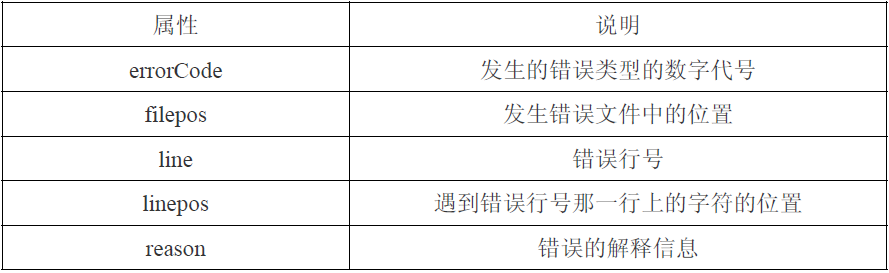 属性 说明
errorCode 发生的错误类型的数字代号
filepos 发生错误文件中的位置
line 错误行号
linepos 遇到错误行号那一行上的字符的位置
reason 错误的解释信息